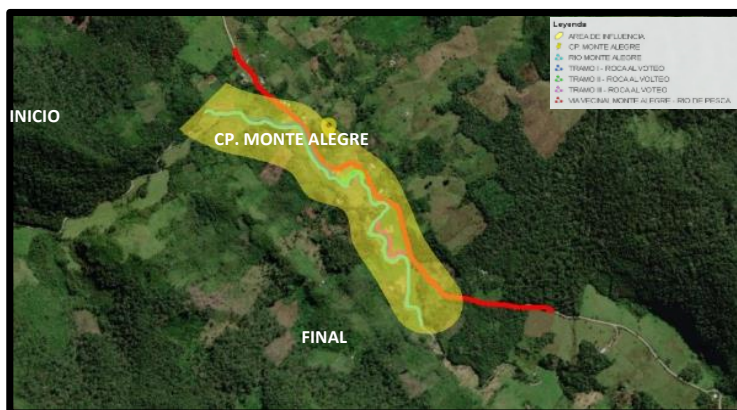 Leyenda
AREA DE INFLUENCIA
CP. MONTE ALEGRE
RIO MONTE ALEGRE
TRAMO I - ROCA AL VOTEO
TRAMO II - ROCA AL VOLTEO
TRAMO III - ROCA AL VOTEO
VIA VECINAL MONTE ALEGRE - RIO DE PESCA
INICIO
CP. MONTE ALEGRE
FINAL